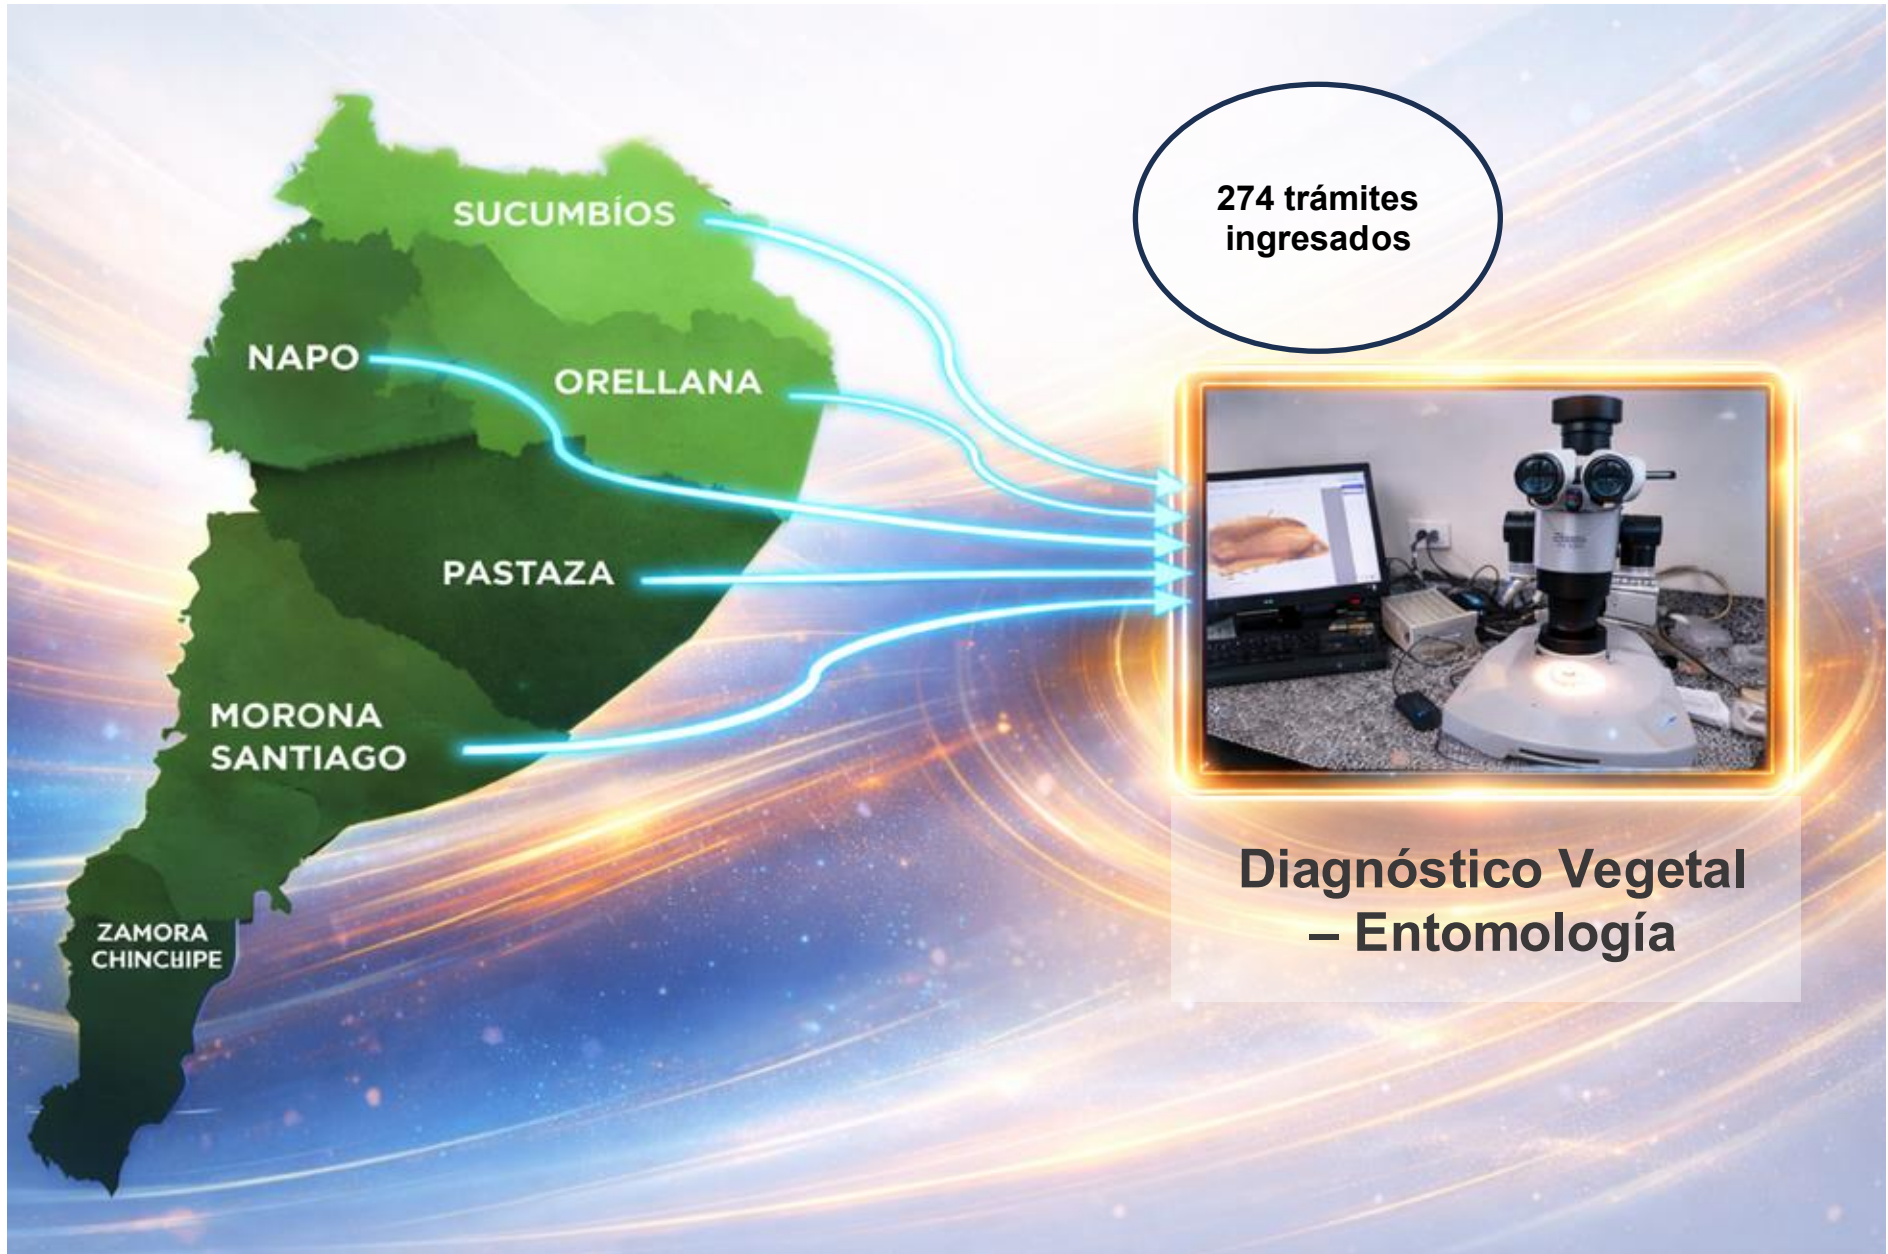 SUCUMBÍOS
274 trámites
ingresados
NAPO
ORELLANA
PASTAZA
MORONA
SANTIAGO
Diagnóstico Vegetal
– Entomología
ZAMORA
CHINCHIPE